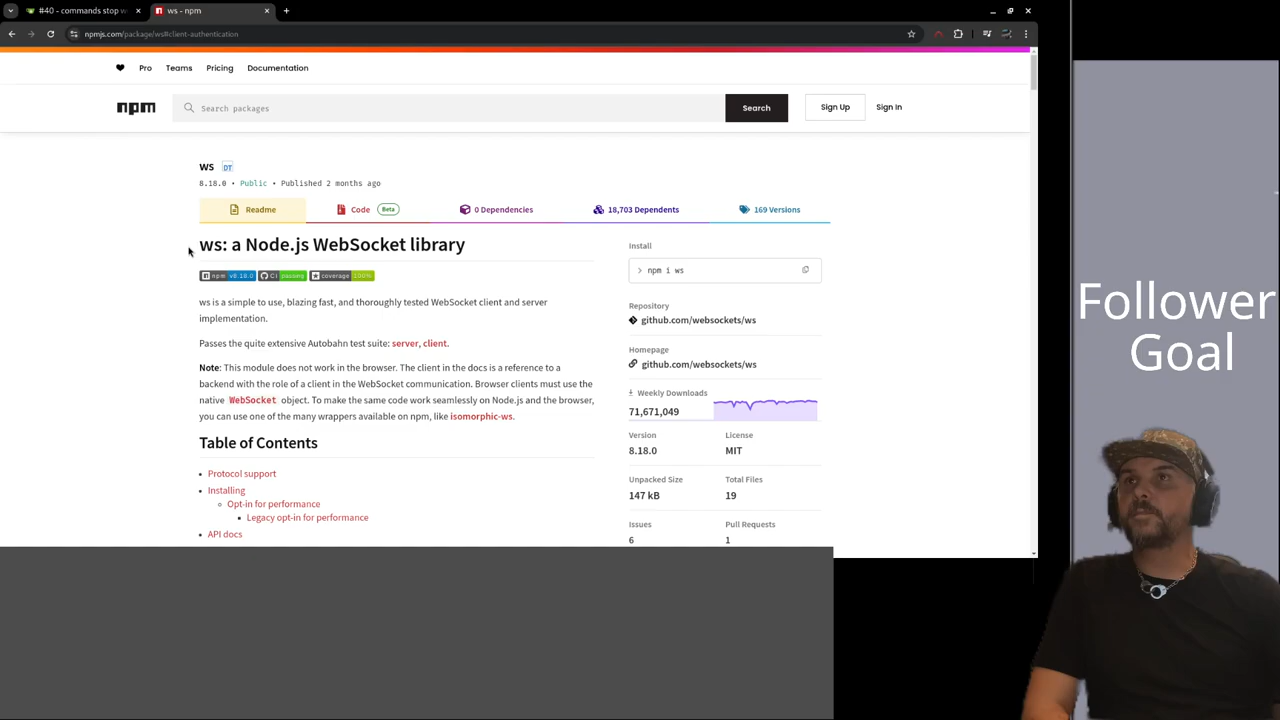 #40 - commands stop w
ws - npm
npmjs.com/package/ws#client-authentication
Pro Teams Pricing Documentation
npm
Search packages
Search
Sign Up
Sign In
ws DT
8.18.0 • Public • Published 2 months ago
Readme
Code Beta
0 Dependencies
18,703 Dependents
169 Versions
ws: a Node.js WebSocket library
npm v8.18.0 CI passing coverage 100%
ws is a simple to use, blazing fast, and thoroughly tested WebSocket client and server
implementation.
Passes the quite extensive Autobahn test suite: server, client.
Note: This module does not work in the browser. The client in the docs is a reference to a
backend with the role of a client in the WebSocket communication. Browser clients must use the
native WebSocket object. To make the same code work seamlessly on Node.js and the browser,
you can use one of the many wrappers available on npm, like isomorphic-ws.
Table of Contents
• Protocol support
• Installing
Opt-in for performance
Legacy opt-in for performance
• API docs
Install
> npm i ws
Repository
github.com/websockets/ws
Homepage
github.com/websockets/ws
Weekly Downloads
71,671,049
Version License
8.18.0 MIT
Unpacked Size Total Files
147 kB 19
Issues Pull Requests
6 1
Follower
Goal